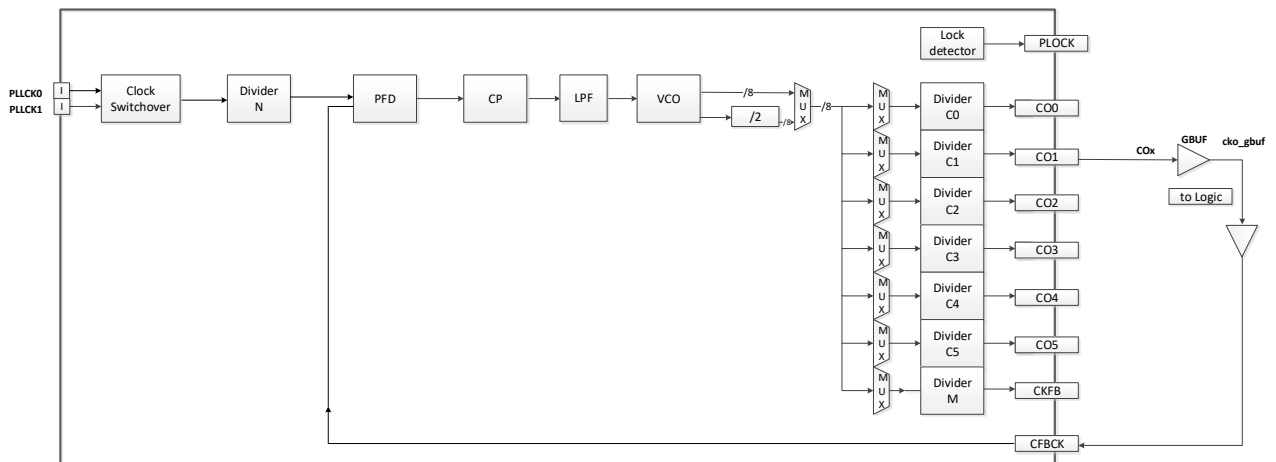 Lock
detector
PLOCK
PLLCK0
PLLCK1
I
I
Clock
Switchover
Divider
N
PFD
CP
LPF
VCO
/8
/2
/8
M
U
X
/8
M
U
X
Divider
C0
CO0
M
U
X
Divider
C1
CO1
COx
GBUF
cko_gbuf
to Logic
M
U
X
Divider
C2
CO2
M
U
X
Divider
C3
CO3
M
U
X
Divider
C4
CO4
M
U
X
Divider
C5
CO5
M
U
X
Divider
M
CKFB
CFBCK